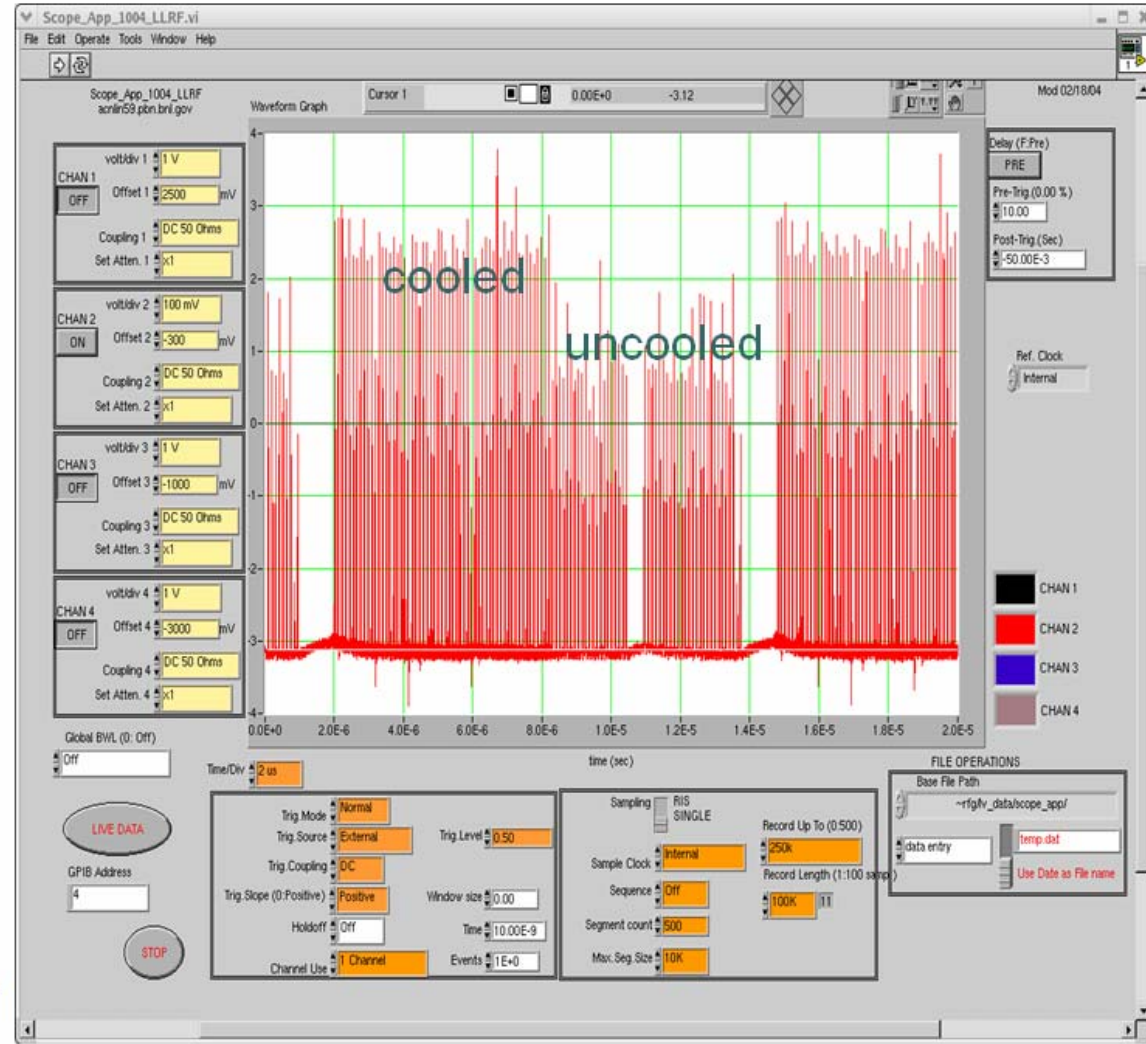 Scope_App_1004_LLRF.vi
File Edit Operate Tools Window Help
1
Scope_App_1004_LLRF
acnlin59.pbn.bnl.gov
Waveform Graph
Cursor 1
0.00E+0
-3.12
Mod 02/18/04
CHAN 1
OFF
volt/div 1
1 V
Offset 1
2500
mV
Coupling 1
DC 50 Ohms
Set Atten. 1
x1
CHAN 2
ON
volt/div 2
100 mV
Offset 2
-300
mV
Coupling 2
DC 50 Ohms
Set Atten. 2
x1
CHAN 3
OFF
volt/div 3
1 V
Offset 3
-1000
mV
Coupling 3
DC 50 Ohms
Set Atten. 3
x1
CHAN 4
OFF
volt/div 4
1 V
Offset 4
-3000
mV
Coupling 4
DC 50 Ohms
Set Atten. 4
x1
4
3
2
1
0
-1
-2
-3
-4
cooled
uncooled
0.0E+0 2.0E-6 4.0E-6 6.0E-6 8.0E-6 1.0E-5 1.2E-5 1.4E-5 1.6E-5 1.8E-5 2.0E-5
time (sec)
Delay (F:Pre)
PRE
Pre-Trig.(0.00 %)
10.00
Post-Trig.(Sec)
-50.00E-3
Ref. Clock
Internal
CHAN 1
CHAN 2
CHAN 3
CHAN 4
Global BWL (0: Off)
Off
LIVE DATA
GPIB Address
4
STOP
Time/Div
2 us
Trig.Mode
Normal
Trig.Source
External
Trig.Level
0.50
Trig.Coupling
DC
Trig.Slope (0:Positive)
Positive
Window size
0.00
Holdoff
Off
Time
10.00E-9
Channel Use
1 Channel
Events
1E+0
Sampling
RIS
SINGLE
Sample Clock
Internal
Sequence
Off
Segment count
500
Max.Seg.Size
10K
Record Up To (0:500)
250k
Record Length (1:100 sampl)
100K
11
FILE OPERATIONS
Base File Path
~rfg/lv_data/scope_app/
data entry
temp.dat
Use Date as File name